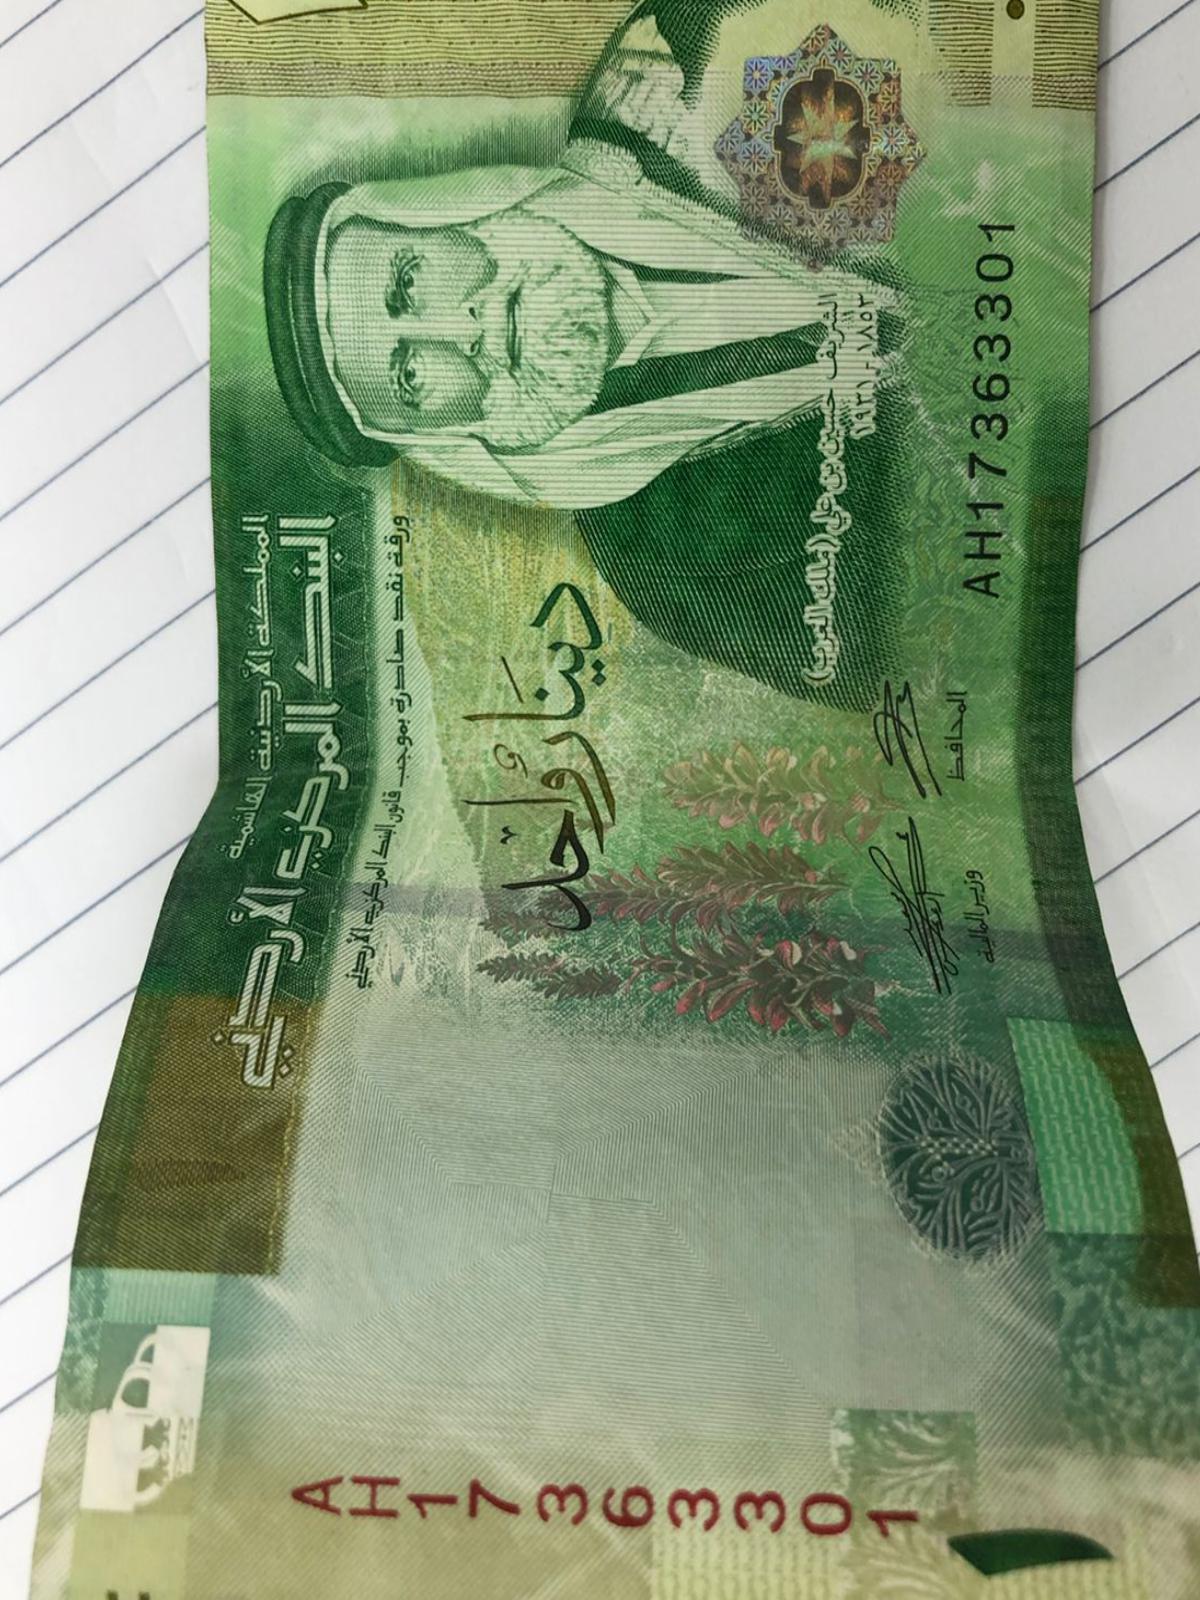 المملكة الأردنية الهاشمية
البنك المركزي الأردني
ورقة نقد صادرة بموجب قانون البنك المركزي الأردني
دينار واحد
الشريف حسين بن علي (ملك العرب)
١٨٥٣-١٩٣١
AH17363301
المحافظ
وزير المالية
AH17363301